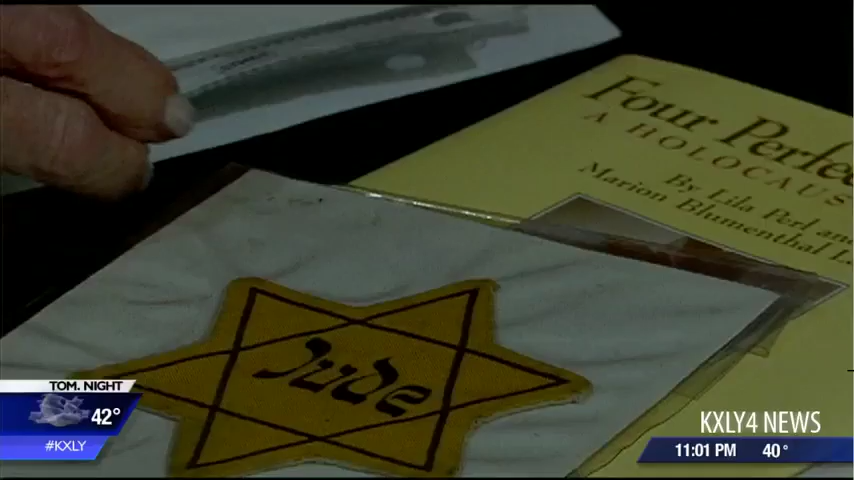 Four Perfe
A HOLOCAUS
By Lila Perl and
Marion Blumenthal L
Jude
TOM. NIGHT
42°
#KXLY
KXLY4 NEWS
11:01 PM 40°